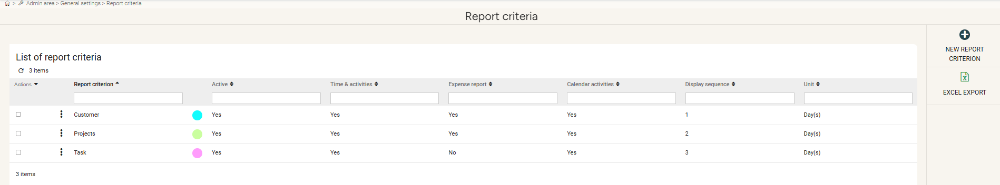 > Admin area > General settings > Report criteria
Report criteria
NEW REPORT
CRITERION
EXCEL EXPORT
List of report criteria
3 items
Actions Report criterion Active Time & activities Expense report Calendar activities Display sequence Unit
Customer Yes Yes Yes Yes 1 Day(s)
Projects Yes Yes Yes Yes 2 Day(s)
Task Yes Yes No Yes 3 Day(s)
3 items